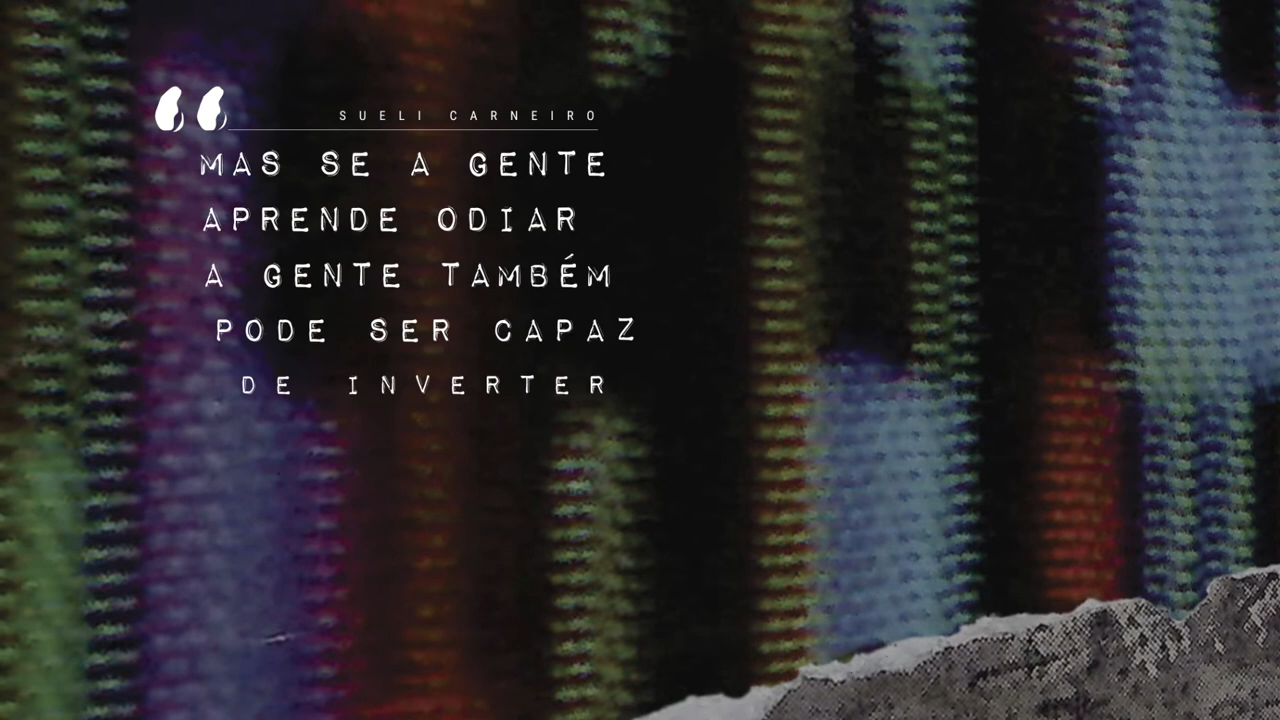 “
SUELI CARNEIRO
MAS SE A GENTE
APRENDE ODIAR
A GENTE TAMBÉM
PODE SER CAPAZ
DE INVERTER